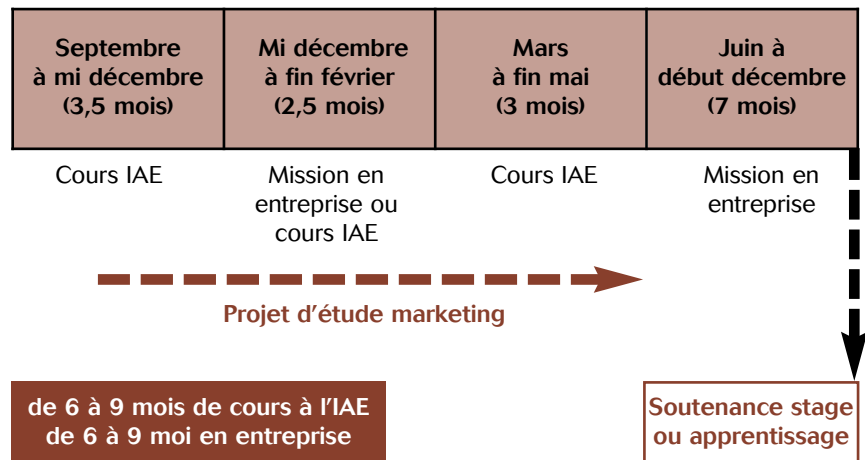 Septembre
à mi décembre
(3,5 mois)
Mi décembre
à fin février
(2,5 mois)
Mars
à fin mai
(3 mois)
Juin à
début décembre
(7 mois)
Cours IAE
Mission en
entreprise ou
cours IAE
Cours IAE
Mission en
entreprise
Projet d'étude marketing
de 6 à 9 mois de cours à l'IAE
de 6 à 9 moi en entreprise
Soutenance stage
ou apprentissage